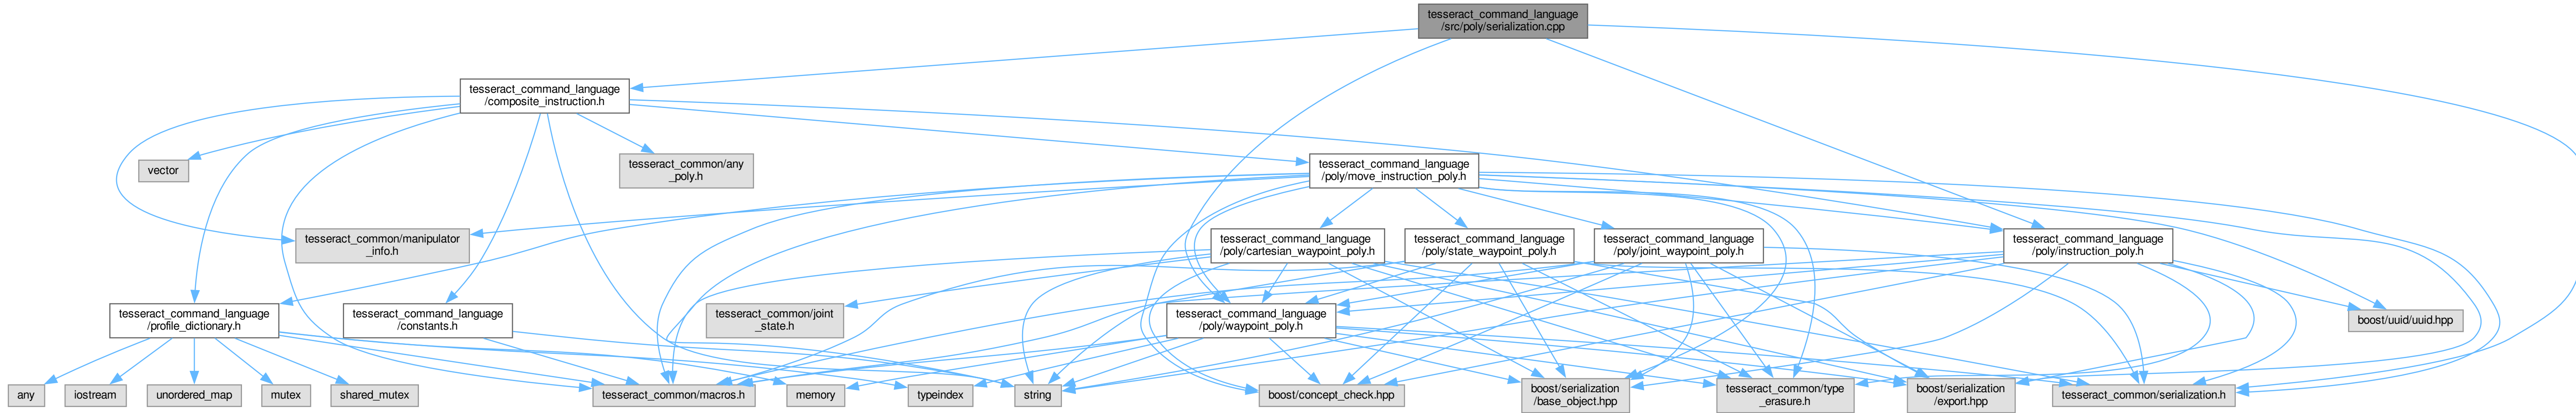 tesseract_command_language
/src/poly/serialization.cpp
tesseract_command_language
/composite_instruction.h
vector
tesseract_common/any
_poly.h
tesseract_command_language
/poly/move_instruction_poly.h
tesseract_common/manipulator
_info.h
tesseract_command_language
/poly/cartesian_waypoint_poly.h
tesseract_command_language
/poly/state_waypoint_poly.h
tesseract_command_language
/poly/joint_waypoint_poly.h
tesseract_command_language
/poly/instruction_poly.h
tesseract_command_language
/profile_dictionary.h
tesseract_command_language
/constants.h
tesseract_common/joint
_state.h
tesseract_command_language
/poly/waypoint_poly.h
boost/uuid/uuid.hpp
any
iostream
unordered_map
mutex
shared_mutex
tesseract_common/macros.h
memory
typeindex
string
boost/concept_check.hpp
boost/serialization
/base_object.hpp
tesseract_common/type
_erasure.h
boost/serialization
/export.hpp
tesseract_common/serialization.h